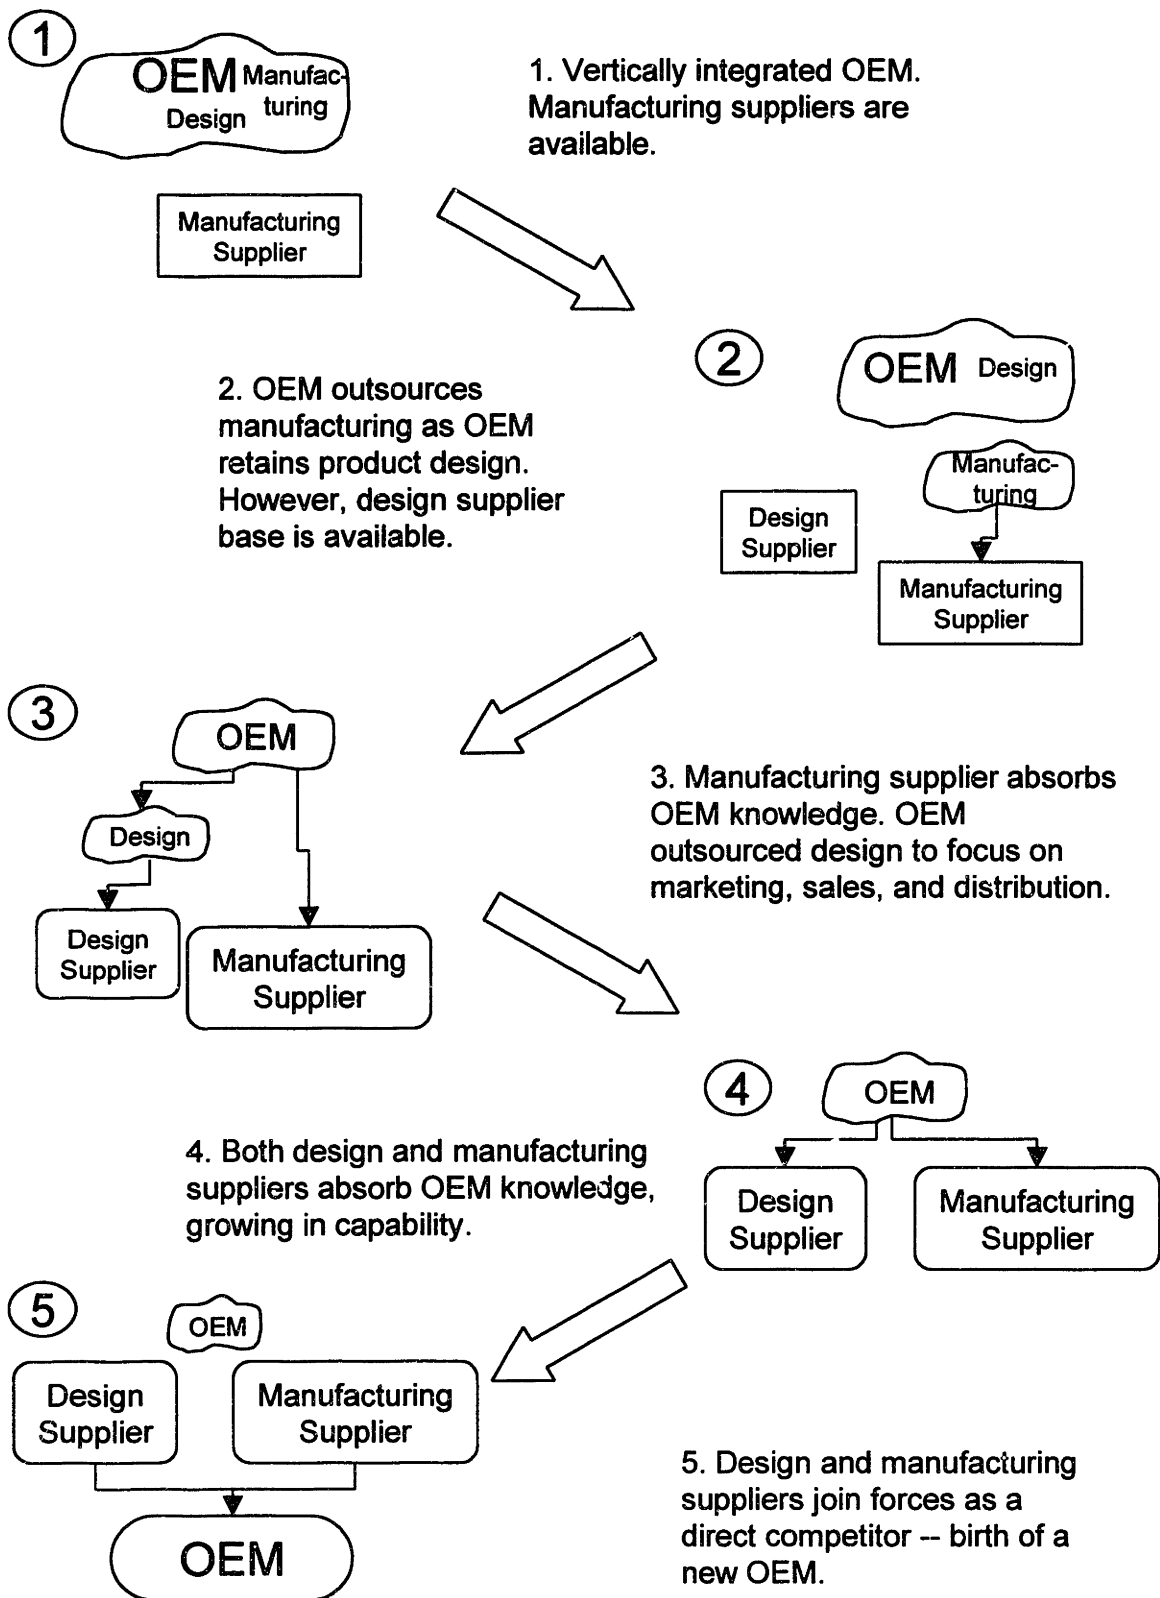 1
OEM Manufac-
turing
Design
1. Vertically integrated OEM.
Manufacturing suppliers are
available.
Manufacturing
Supplier
2
OEM Design
2. OEM outsources
manufacturing as OEM
retains product design.
However, design supplier
base is available.
Manufac-
turing
Design
Supplier
Manufacturing
Supplier
3
OEM
Design
Design
Supplier
Manufacturing
Supplier
3. Manufacturing supplier absorbs
OEM knowledge. OEM
outsourced design to focus on
marketing, sales, and distribution.
4
OEM
Design
Supplier
Manufacturing
Supplier
4. Both design and manufacturing
suppliers absorb OEM knowledge,
growing in capability.
5
OEM
Design
Supplier
Manufacturing
Supplier
OEM
5. Design and manufacturing
suppliers join forces as a
direct competitor -- birth of a
new OEM.